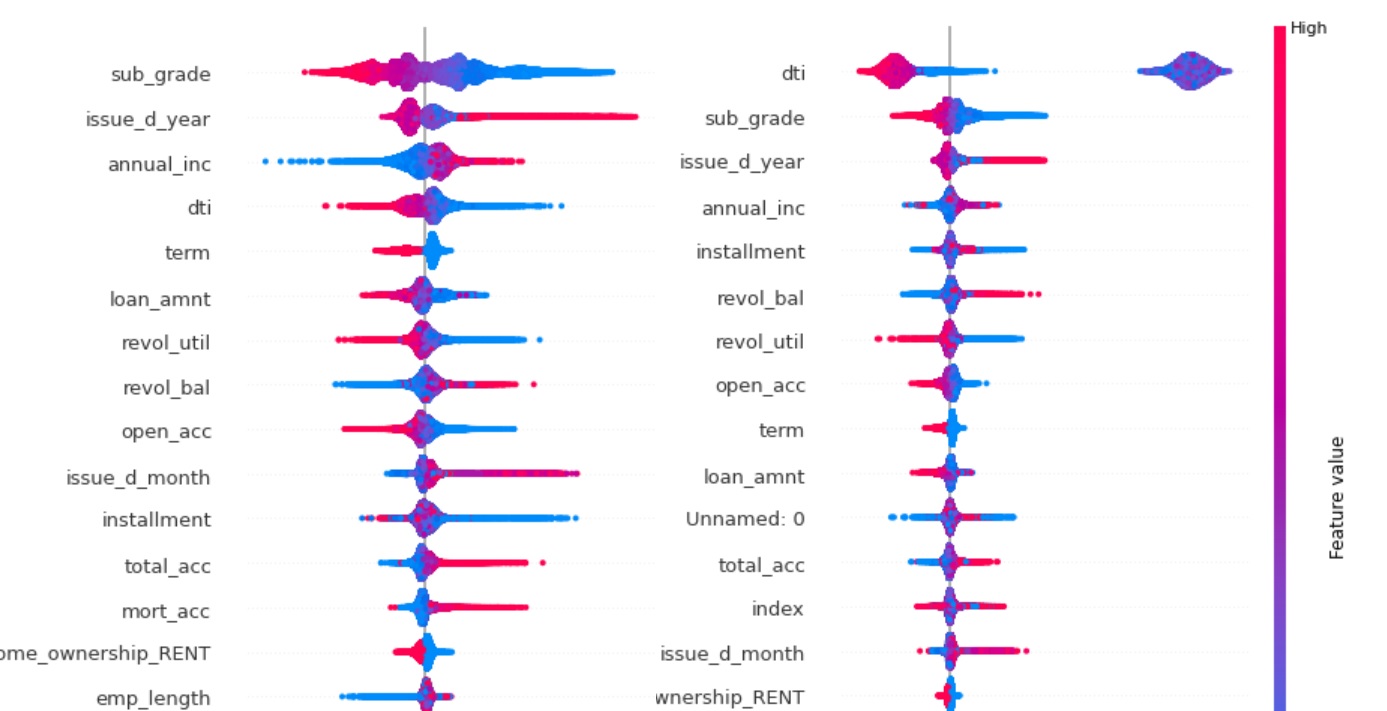 sub_grade
issue_d_year
annual_inc
dti
term
loan_amnt
revol_util
revol_bal
open_acc
issue_d_month
installment
total_acc
mort_acc
ome_ownership_RENT
emp_length
dti
sub_grade
issue_d_year
annual_inc
installment
revol_bal
revol_util
open_acc
term
loan_amnt
Unnamed: 0
total_acc
index
issue_d_month
wnership_RENT
High
Feature value